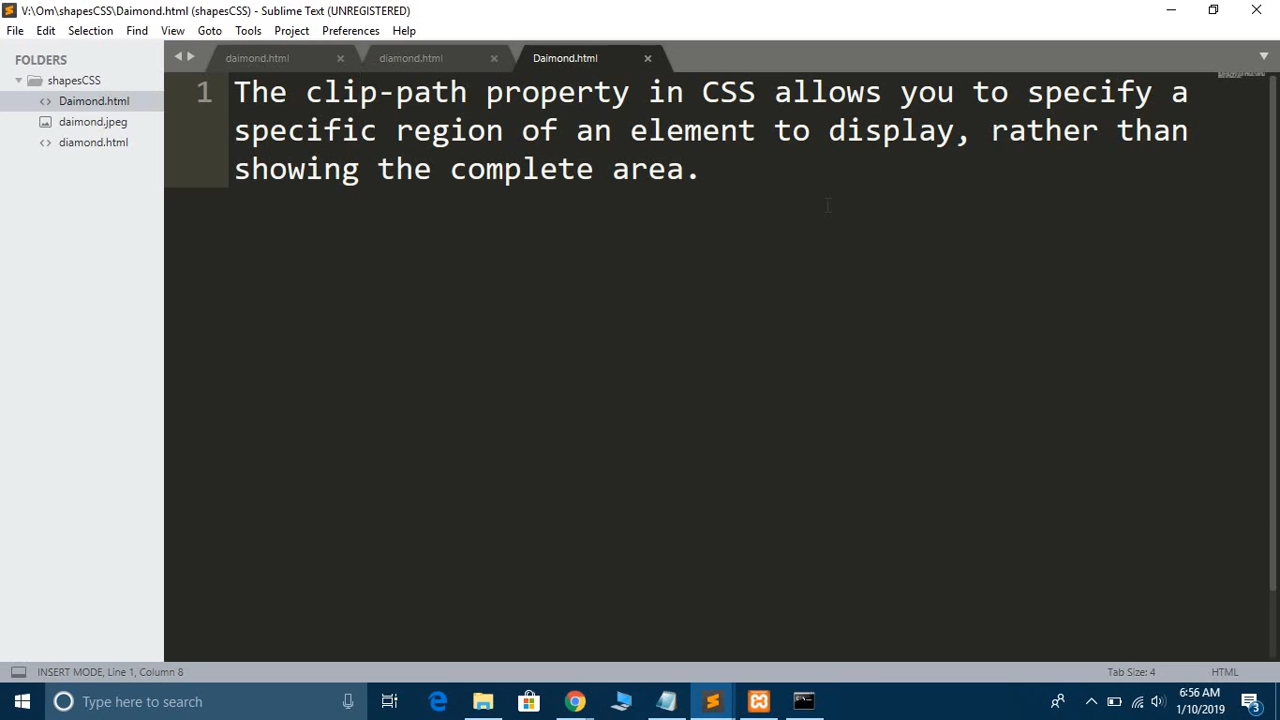 V:\Om\shapesCSS\Daimond.html (shapesCSS) - Sublime Text (UNREGISTERED)
File Edit Selection Find View Goto Tools Project Preferences Help
FOLDERS
shapesCSS
Daimond.html
daimond.jpeg
diamond.html
daimond.html
diamond.html
Daimond.html
1 The clip-path property in CSS allows you to specify a
specific region of an element to display, rather than
showing the complete area.
INSERT MODE, Line 1, Column 8
Tab Size: 4
HTML
Type here to search
6:56 AM
1/10/2019
3